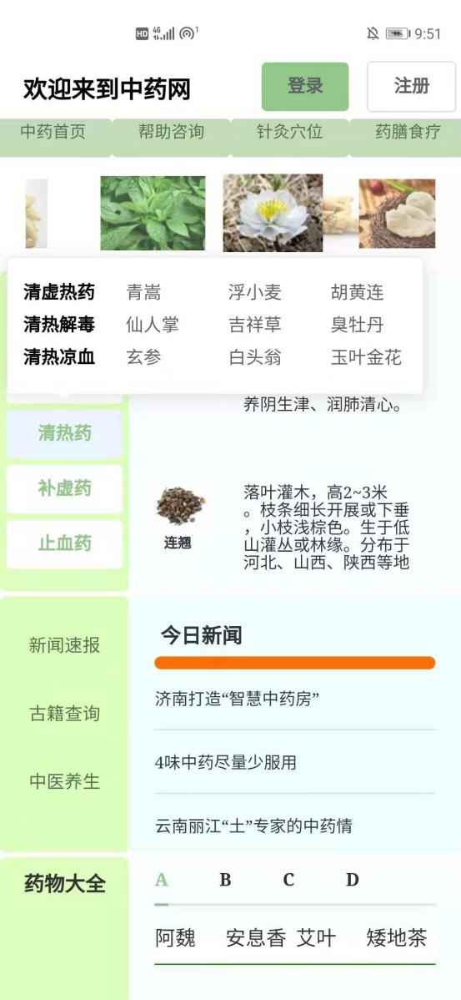 HD 4G 1 9:51
欢迎来到中药网 登录 注册
中药首页 帮助咨询 针灸穴位 药膳食疗
清虚热药 青嵩 浮小麦 胡黄连
清热解毒 仙人掌 吉祥草 臭牡丹
清热凉血 玄参 白头翁 玉叶金花
养阴生津、润肺清心。
清热药
补虚药
止血药
落叶灌木，高2~3米
。枝条细长开展或下垂
，小枝浅棕色。生于低
山灌丛或林缘。分布于
河北、山西、陕西等地
连翘
新闻速报
古籍查询
中医养生
今日新闻
济南打造“智慧中药房”
4味中药尽量少服用
云南丽江“土”专家的中药情
药物大全
A B C D
阿魏 安息香 艾叶 矮地茶